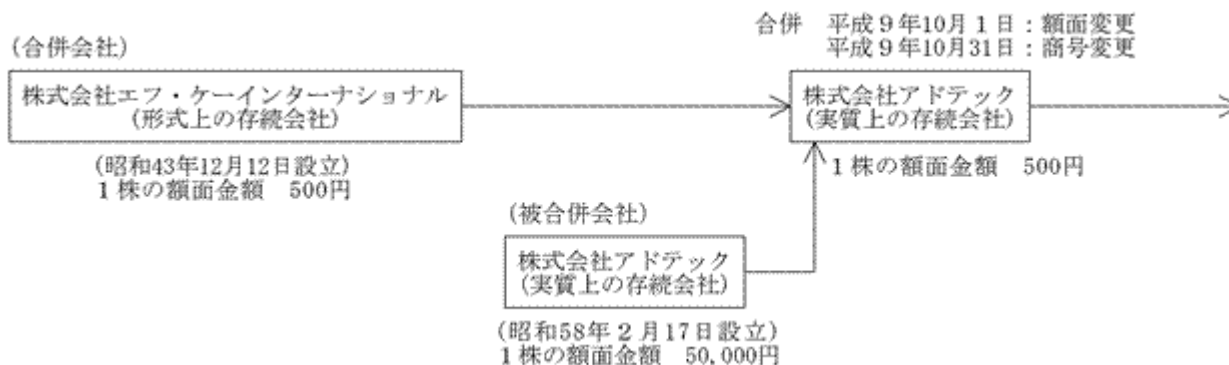 合併 平成9年10月1日：額面変更
平成9年10月31日：商号変更
(合併会社)
株式会社エフ・ケーインターナショナル
(形式上の存続会社)
(昭和43年12月12日設立)
1株の額面金額 500円
株式会社アドテック
(実質上の存続会社)
1株の額面金額 500円
(被合併会社)
株式会社アドテック
(実質上の存続会社)
(昭和58年2月17日設立)
1株の額面金額 50,000円